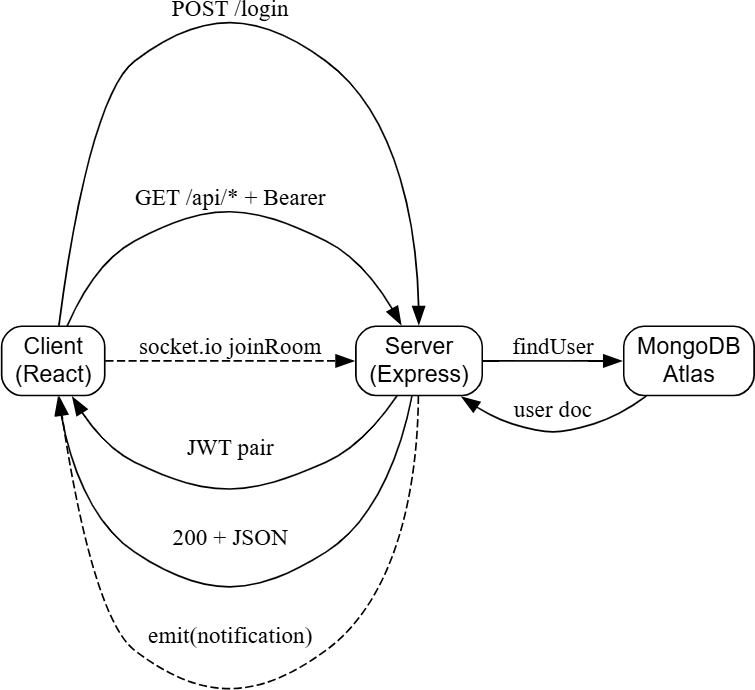 POST /login
GET /api/* + Bearer
Client
(React)
socket.io joinRoom
Server
(Express)
findUser
MongoDB
Atlas
user doc
JWT pair
200 + JSON
emit(notification)